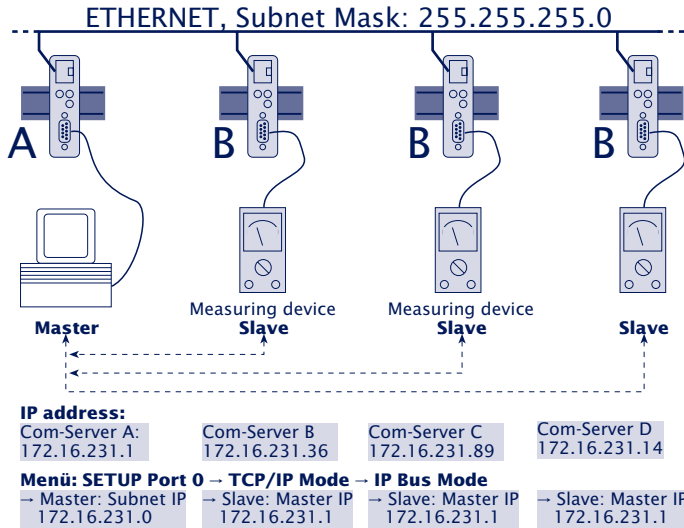 ETHERNET, Subnet Mask: 255.255.255.0
A B B B
Measuring device Measuring device
Master Slave Slave Slave
IP address:
Com-Server A: Com-Server B Com-Server C Com-Server D
172.16.231.1 172.16.231.36 172.16.231.89 172.16.231.14
Menü: SETUP Port 0 → TCP/IP Mode → IP Bus Mode
→ Master: Subnet IP → Slave: Master IP → Slave: Master IP → Slave: Master IP
172.16.231.0 172.16.231.1 172.16.231.1 172.16.231.1